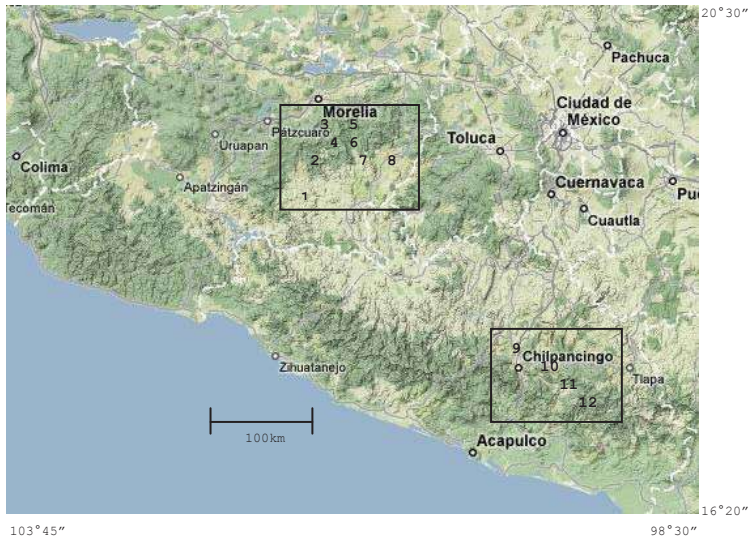 20°30″
Pachuca
Ciudad de
México
Morelia
3
5
Pátzcuaro
Uruapan
4
6
Toluca
2
7
8
Colima
Apatzingán
Cuernavaca
Pu
1
Tecomán
Cuautla
9
Chilpancingo
10
Zihuatanejo
Tlapa
11
12
100km
Acapulco
16°20″
103°45″
98°30″